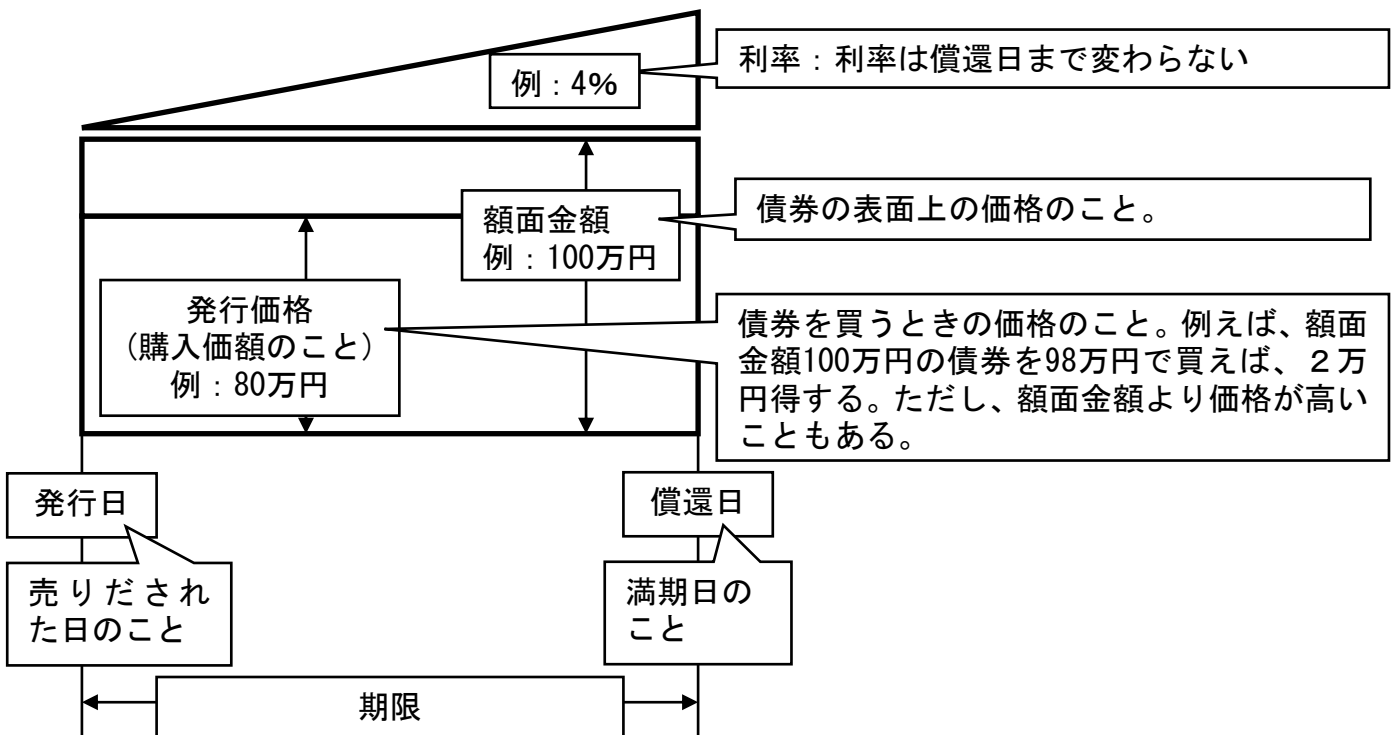 例：4％
利率：利率は償還日まで変わらない
額面金額
例：100万円
債券の表面上の価格のこと。
発行価格
(購入価額のこと)
例：80万円
債券を買うときの価格のこと。例えば、額面
金額100万円の債券を98万円で買えば、２万
円得する。ただし、額面金額より価格が高い
こともある。
発行日
償還日
売りだされ
た日のこと
満期日の
こと
期限